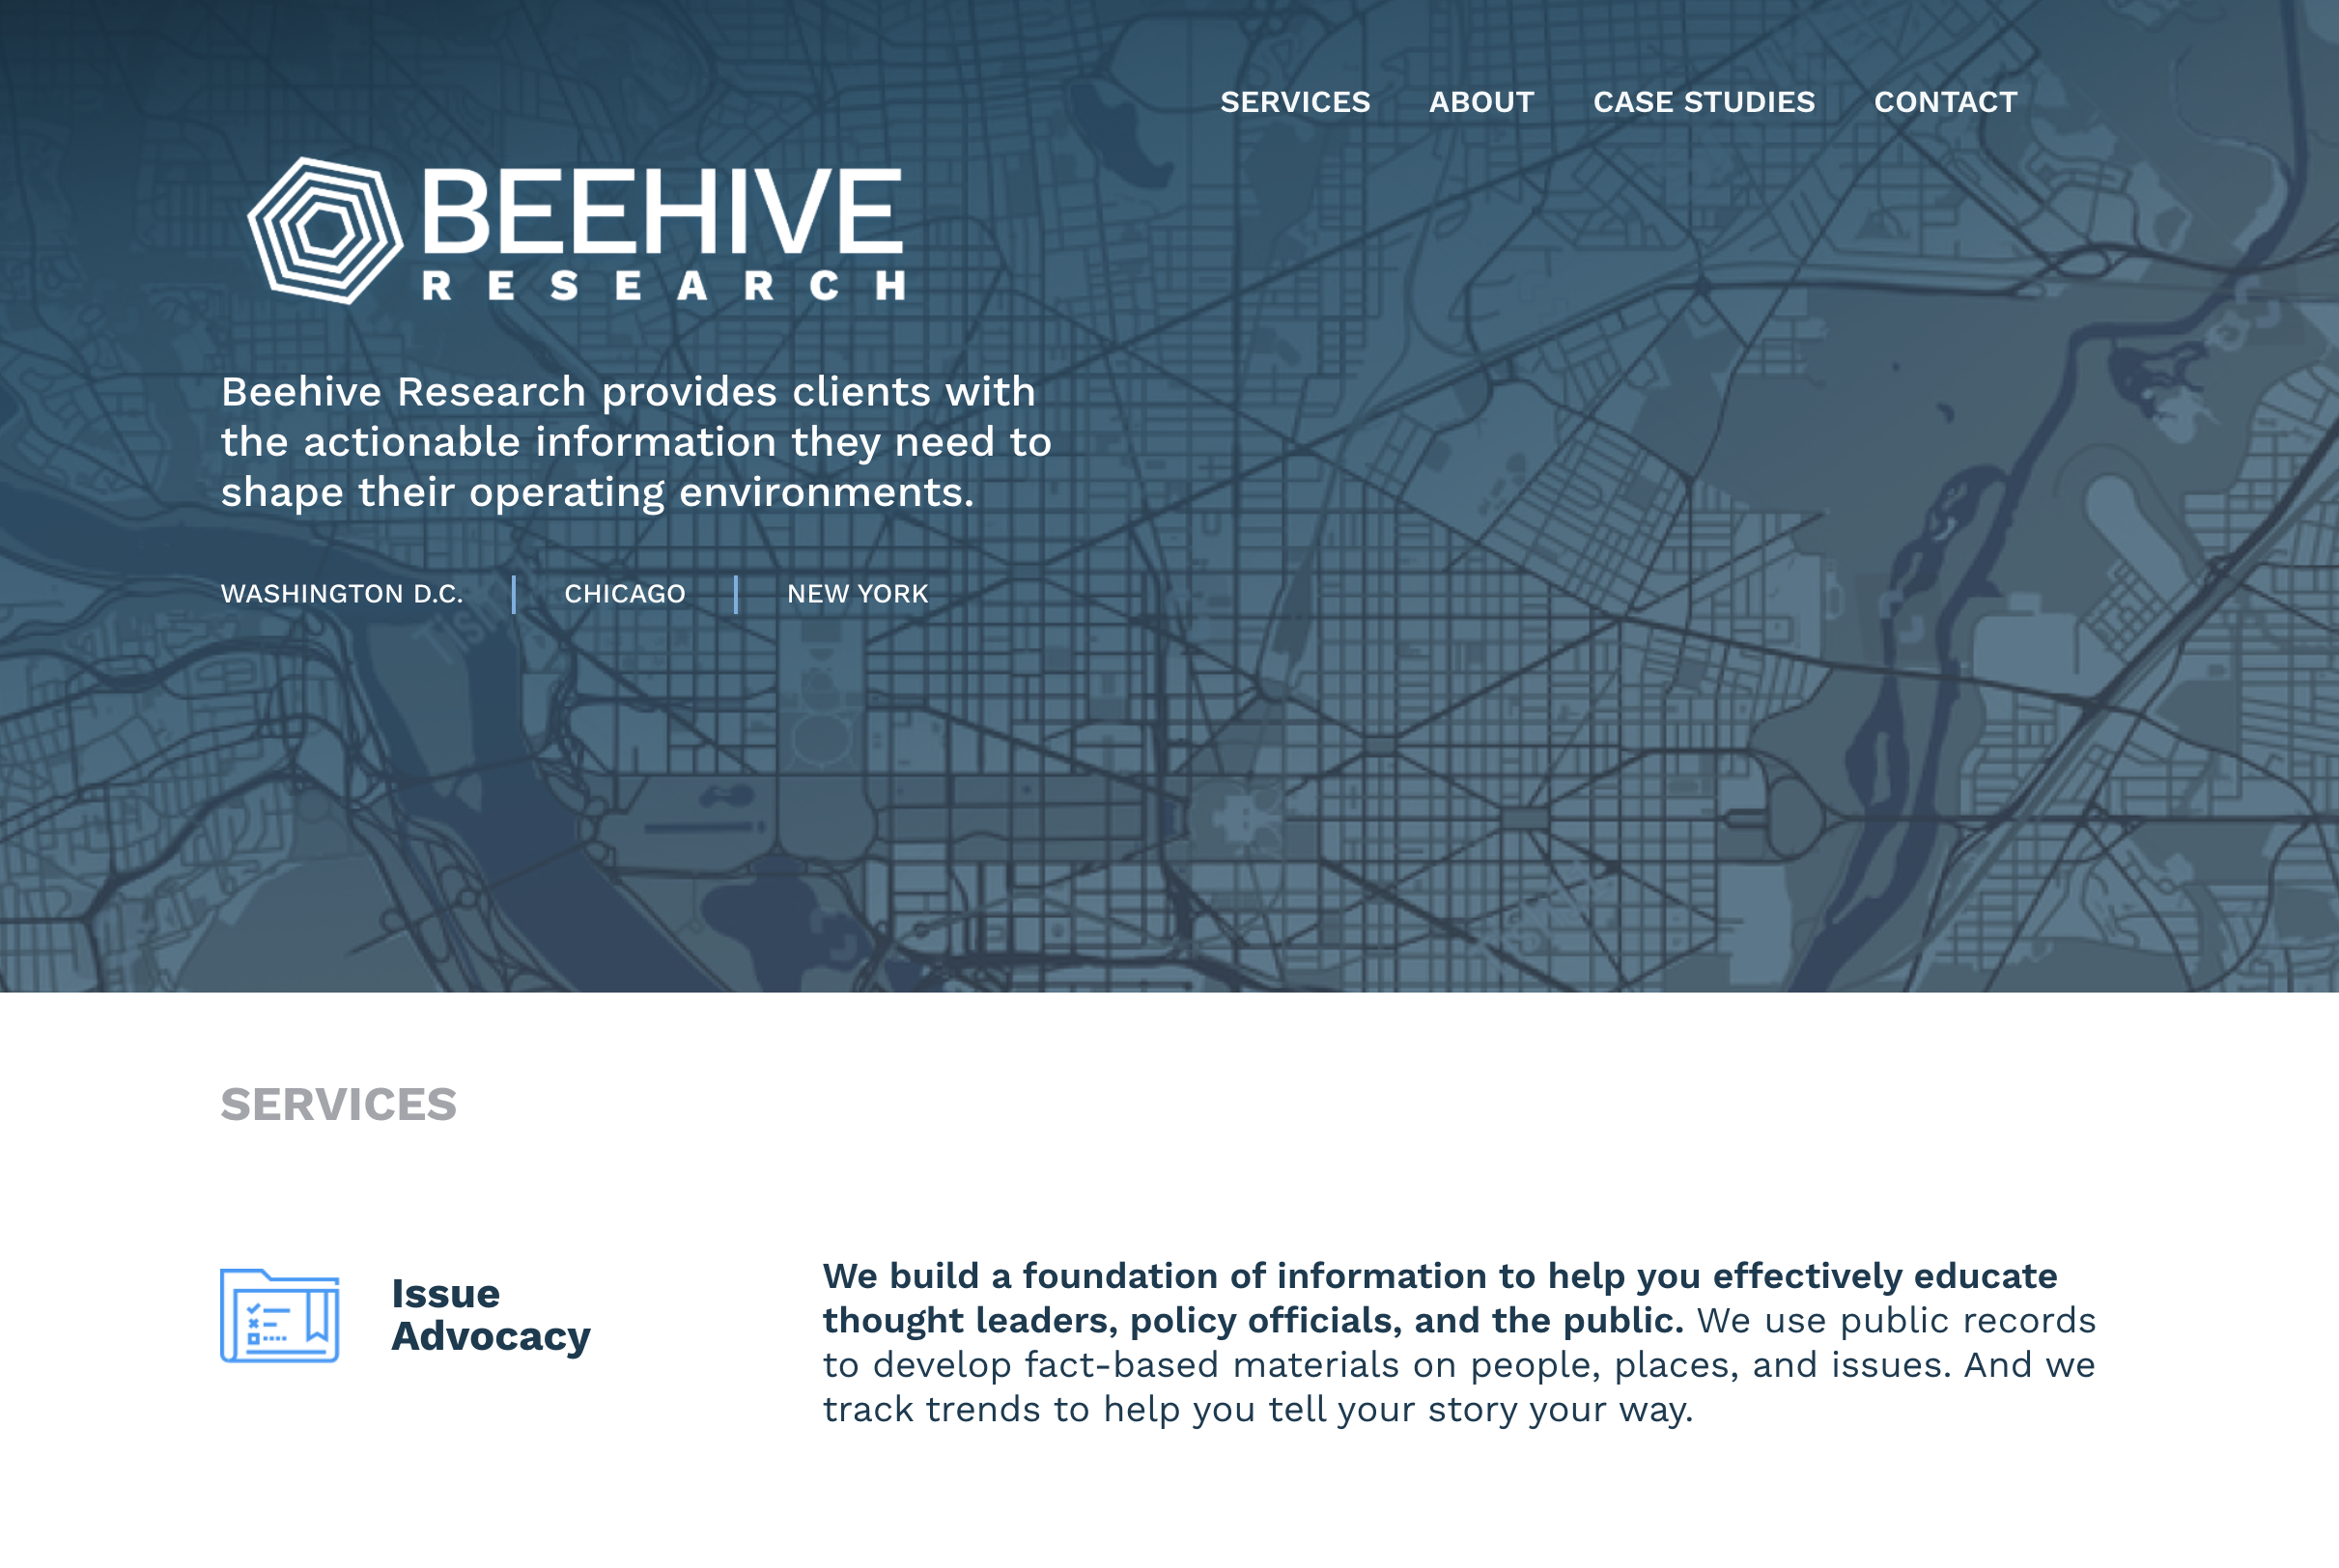 SERVICES ABOUT CASE STUDIES CONTACT
BEEHIVE
RESEARCH
Beehive Research provides clients with
the actionable information they need to
shape their operating environments.
WASHINGTON D.C. | CHICAGO | NEW YORK
SERVICES
Issue
Advocacy
We build a foundation of information to help you effectively educate
thought leaders, policy officials, and the public. We use public records
to develop fact-based materials on people, places, and issues. And we
track trends to help you tell your story your way.